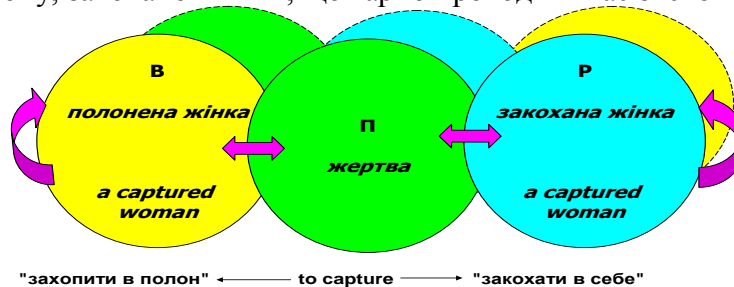 В
полонена жінка
a captured
woman
П
жертва
Р
закохана жінка
a captured
woman
"захопити в полон" to capture "закохати в себе"